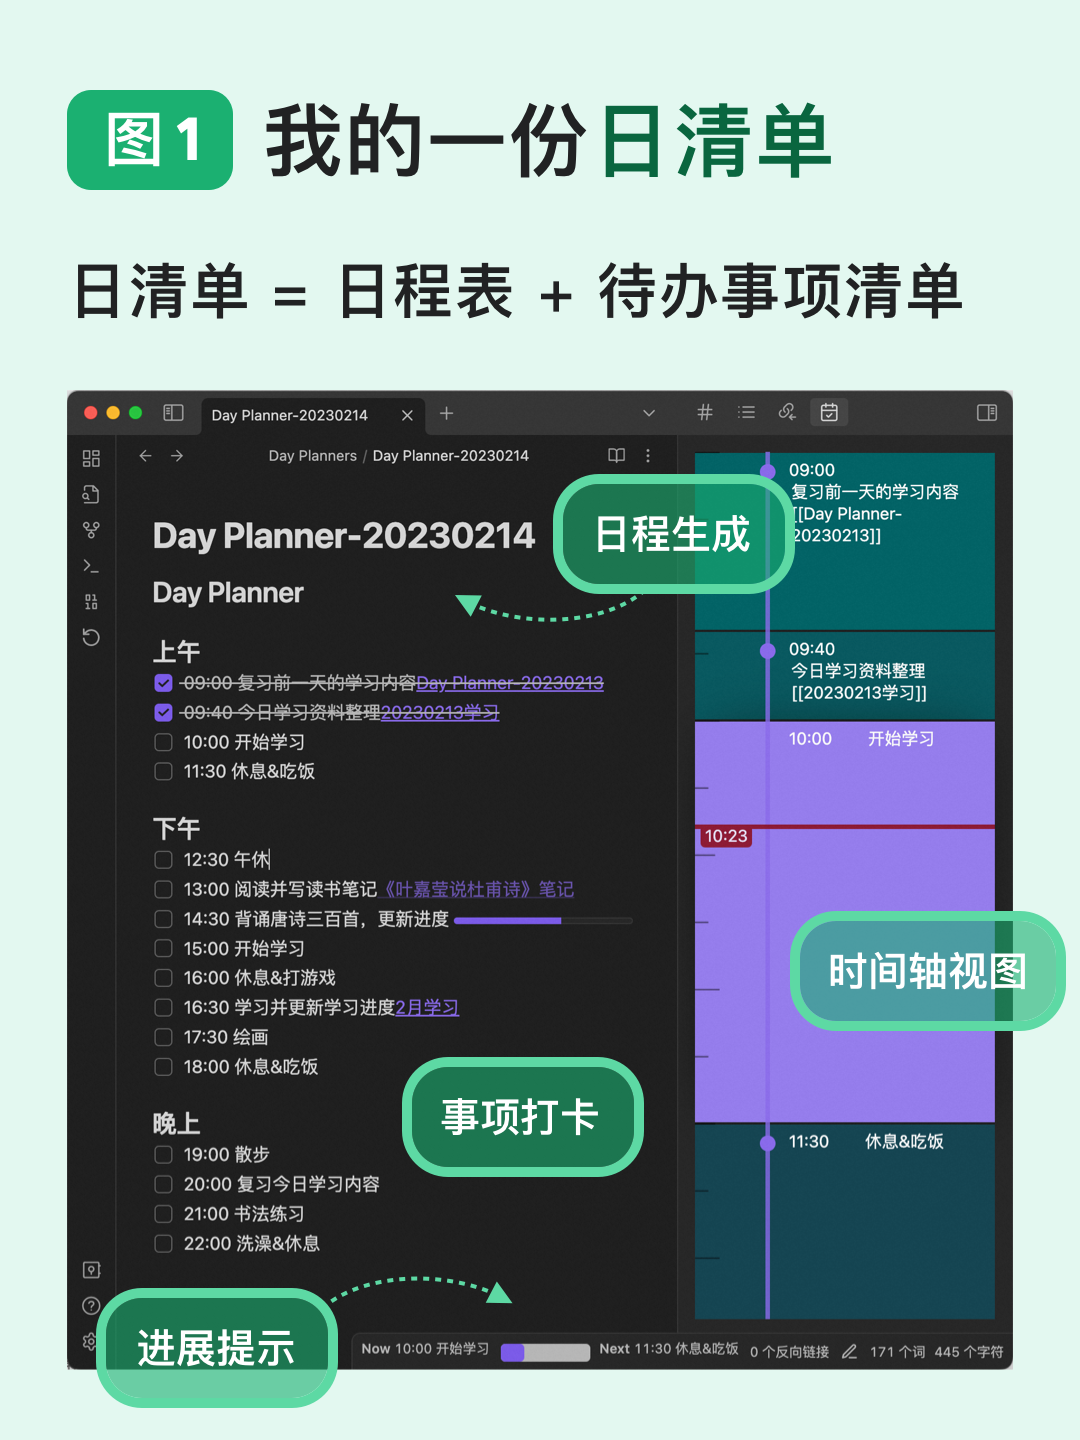 图1 我的一份日清单
日清单 = 日程表 + 待办事项清单
Day Planner-20230214
Day Planners / Day Planner-20230214
Day Planner-20230214
日程生成
Day Planner
上午
09:00 复习前一天的学习内容Day Planner-20230213
09:40 今日学习资料整理20230213学习
10:00 开始学习
11:30 休息&吃饭
下午
12:30 午休
13:00 阅读并写读书笔记《叶嘉莹说杜甫诗》笔记
14:30 背诵唐诗三百首，更新进度
15:00 开始学习
16:00 休息&打游戏
16:30 学习并更新学习进度2月学习
17:30 绘画
18:00 休息&吃饭
事项打卡
晚上
19:00 散步
20:00 复习今日学习内容
21:00 书法练习
22:00 洗澡&休息
09:00
复习前一天的学习内容
[[Day Planner-
20230213]]
09:40
今日学习资料整理
[[20230213学习]]
10:00 开始学习
10:23
时间轴视图
11:30 休息&吃饭
进展提示
Now 10:00 开始学习 Next 11:30 休息&吃饭 0 个反向链接 171 个词 445 个字符